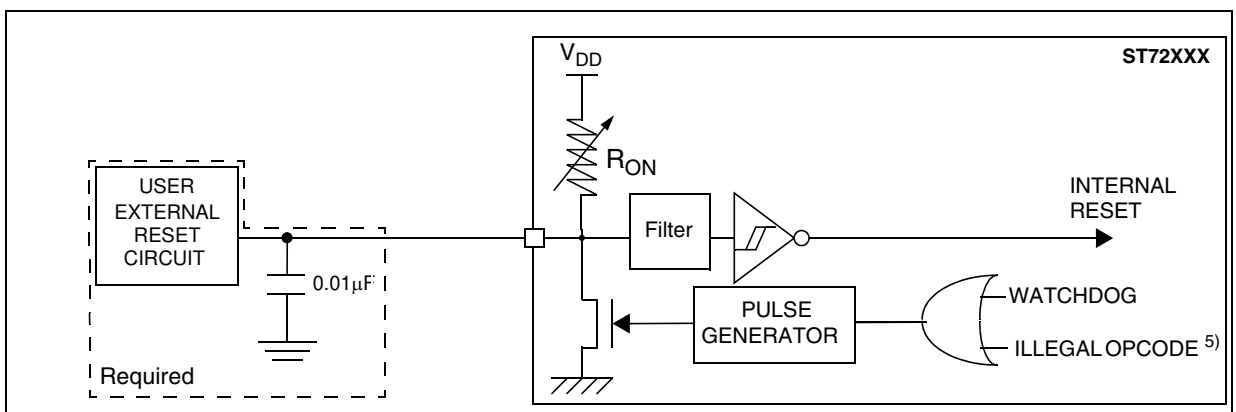 ST72XXX
VDD
RON
USER
EXTERNAL
RESET
CIRCUIT
0.01μF
Required
Filter
INTERNAL
RESET
PULSE
GENERATOR
WATCHDOG
ILLEGAL OPCODE 5)